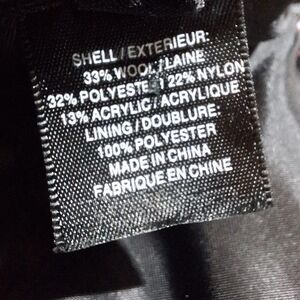 SHELL/EXTERIEUR:
33% WOOL/LAINE
32% POLYESTER 22% NYLON
13% ACRYLIC/ACRYLIQUE
LINING/DOUBLURE:
100% POLYESTER
MADE IN CHINA
FABRIQUE EN CHINE